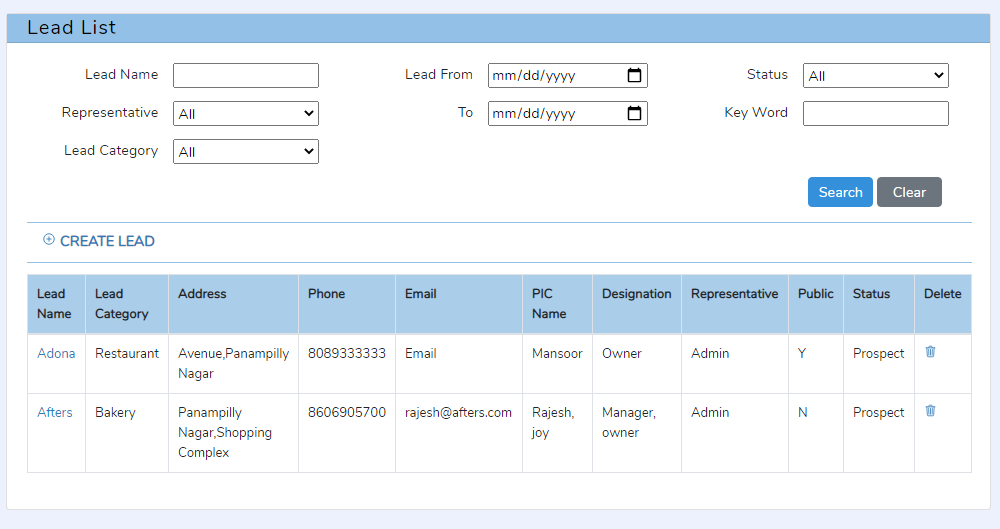 Lead List
Lead Name Lead From mm/dd/yyyy Status All
Representative All To mm/dd/yyyy Key Word
Lead Category All
Search Clear
CREATE LEAD
Lead Name Lead Category Address Phone Email PIC Name Designation Representative Public Status Delete
Adona Restaurant Avenue,Panampilly Nagar 8089333333 Email Mansoor Owner Admin Y Prospect
Afters Bakery Panampilly Nagar,Shopping Complex 8606905700 rajesh@afters.com Rajesh, joy Manager, owner Admin N Prospect